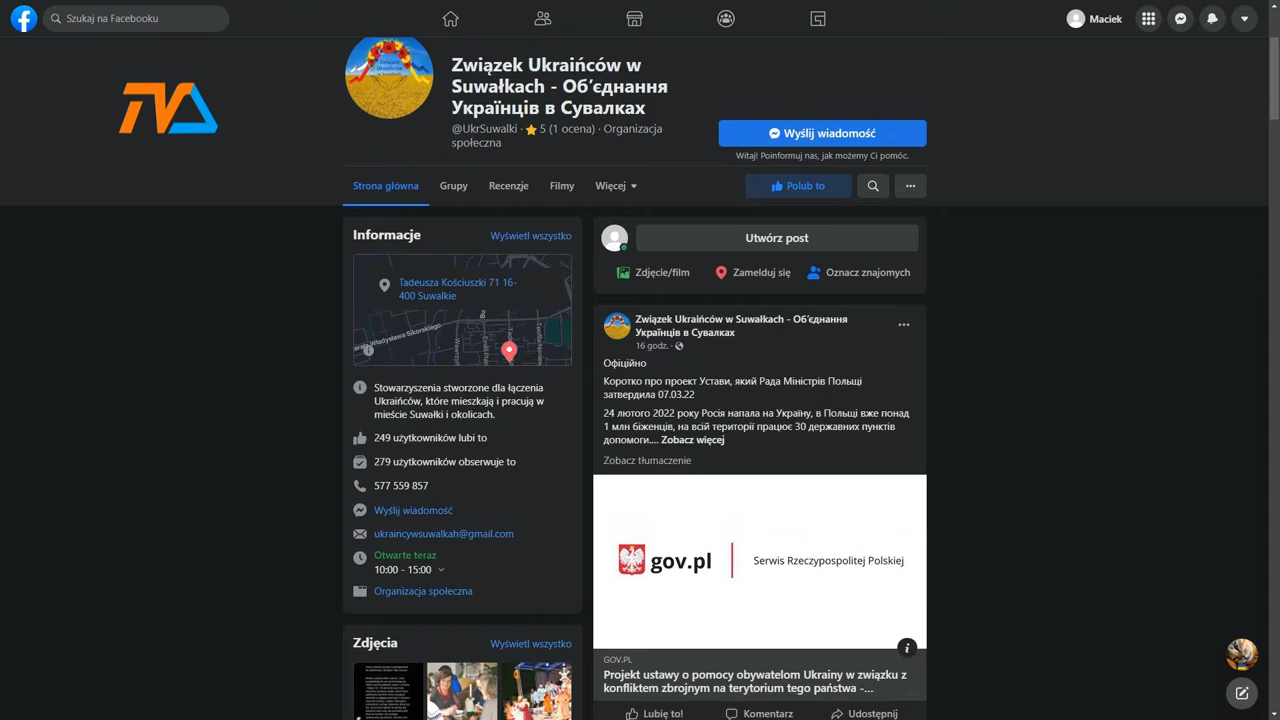 Szukaj na Facebooku
Maciek
TVA
Związek Ukraińców w
Suwałkach - Об’єднання
Українців в Сувалках
@UkrSuwalki · 5 (1 ocena) · Organizacja
społeczna
Wyślij wiadomość
Witaj! Poinformuj nas, jak możemy Ci pomóc.
Strona główna
Grupy
Recenzje
Filmy
Więcej
Polub to
Informacje
Wyświetl wszystko
Tadeusza Kościuszki 71 16-
400 Suwalkie
Władysława Sikorskiego
Stowarzyszenia stworzone dla łączenia
Ukraińców, które mieszkają i pracują w
mieście Suwałki i okolicach.
249 użytkowników lubi to
279 użytkowników obserwuje to
577 559 857
Wyślij wiadomość
ukraincywsuwalkah@gmail.com
Otwarte teraz
10:00 - 15:00
Organizacja społeczna
Zdjęcia
Wyświetl wszystko
Utwórz post
Zdjęcie/film
Zamelduj się
Oznacz znajomych
Związek Ukraińców w Suwałkach - Об’єднання
Українців в Сувалках
16 godz. ·
Офіційно
Коротко про проект Устави, який Рада Міністрів Польщі
затвердила 07.03.22
24 лютого 2022 року Росія напала на Україну, в Польщі вже понад
1 млн біженців, на всій території працює 30 державних пунктів
допомоги.... Zobacz więcej
Zobacz tłumaczenie
gov.pl
Serwis Rzeczypospolitej Polskiej
GOV.PL
Projekt ustawy o pomocy obywatelom Ukrainy w związku z
konfliktem zbrojnym na terytorium tego państwa -...
Lubię to!
Komentarz
Udostępnij